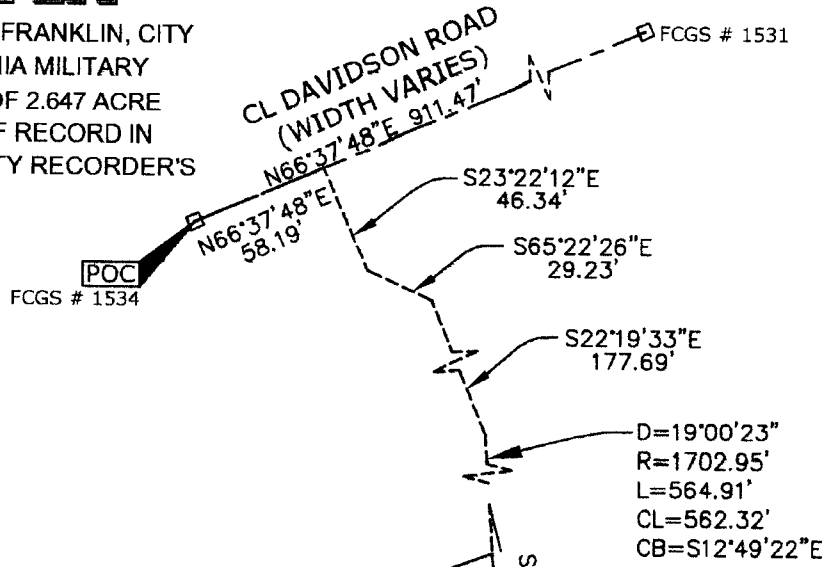 FRANKLIN, CITY
IA MILITARY
OF 2.647 ACRE
F RECORD IN
TY RECORDER'S
CL DAVIDSON ROAD
(WIDTH VARIES)
N66°37'48"E 911.47'
FCGS # 1531
N66°37'48"E
58.19'
POC
FCGS # 1534
S23°22'12"E
46.34'
S65°22'26"E
29.23'
S22°19'33"E
177.69'
D=19°00'23"
R=1702.95'
L=564.91'
CL=562.32'
CB=S12°49'22"E
S